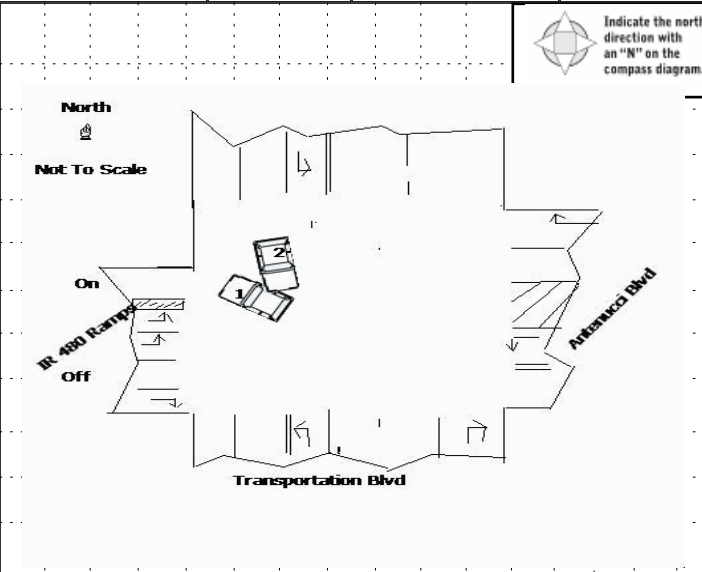 Indicate the north
direction with
an “N” on the
compass diagram.
North
Not To Scale
2
On
1
IR 480 Ramps
Antenucci Blvd
Off
Transportation Blvd